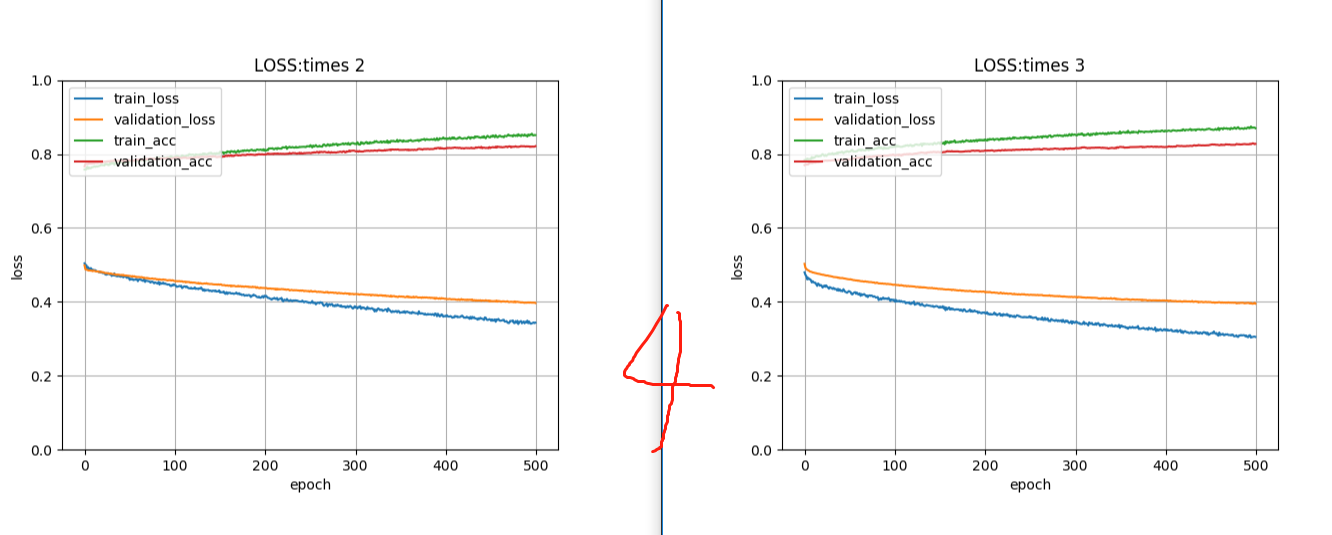 LOSS:times 2
1.0
train_loss
validation_loss
train_acc
validation_acc
0.8
0.6
loss
0.4
0.2
0.0
0 100 200 300 400 500
epoch
4
LOSS:times 3
1.0
train_loss
validation_loss
train_acc
validation_acc
0.8
0.6
loss
0.4
0.2
0.0
0 100 200 300 400 500
epoch